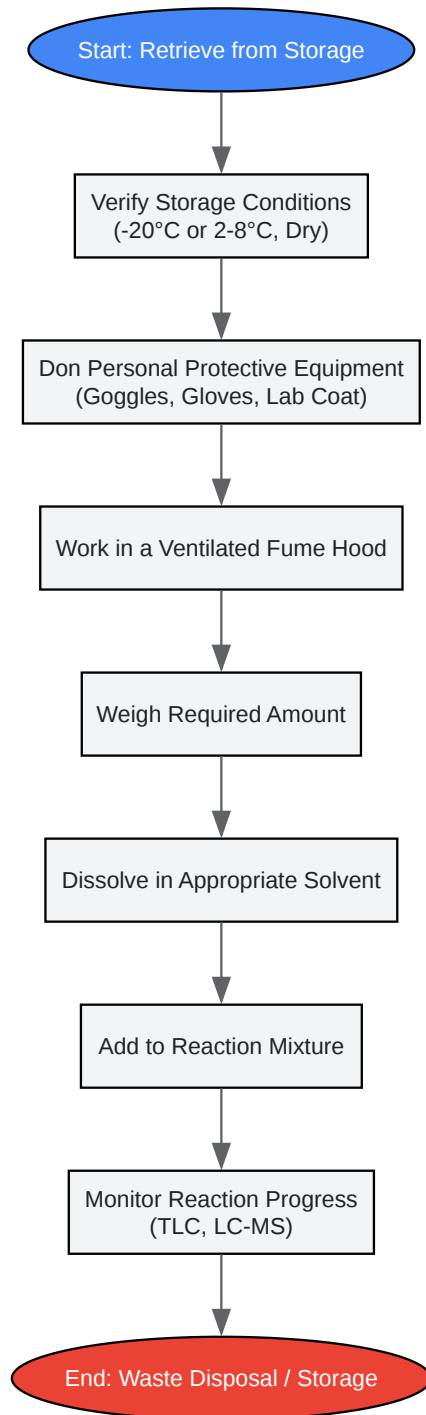 Start: Retrieve from Storage
Verify Storage Conditions
(-20°C or 2-8°C, Dry)
Don Personal Protective Equipment
(Goggles, Gloves, Lab Coat)
Work in a Ventilated Fume Hood
Weigh Required Amount
Dissolve in Appropriate Solvent
Add to Reaction Mixture
Monitor Reaction Progress
(TLC, LC-MS)
End: Waste Disposal / Storage